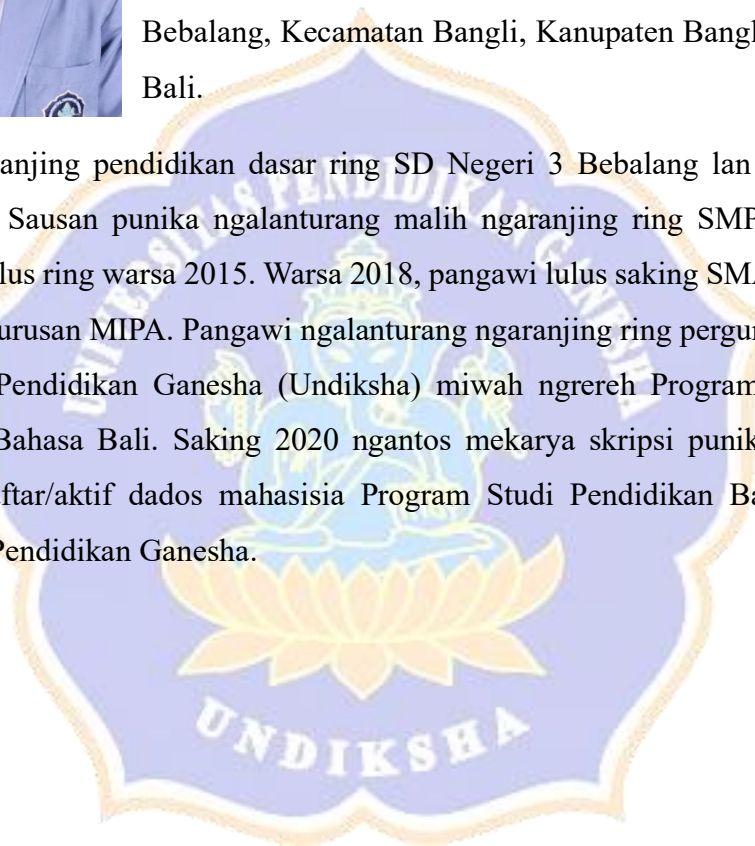 Bebalang, Kecamatan Bangli, Kanupaten Bangl
Bali.
anjing pendidikan dasar ring SD Negeri 3 Bebalang lan
Sausan punika ngalanturang malih ngaranjing ring SMP
lus ring warsa 2015. Warsa 2018, pangawi lulus saking SMA
urusan MIPA. Pangawi ngalanturang ngaranjing ring pergur
Pendidikan Ganesha (Undiksha) miwah ngrereh Program
Bahasa Bali. Saking 2020 ngantos mekarya skripsi punik
ftar/aktif dados mahasisia Program Studi Pendidikan Ba
Pendidikan Ganesha.
UNIVERSITAS PENDIDIKAN GANESHA
UNDIKSHA